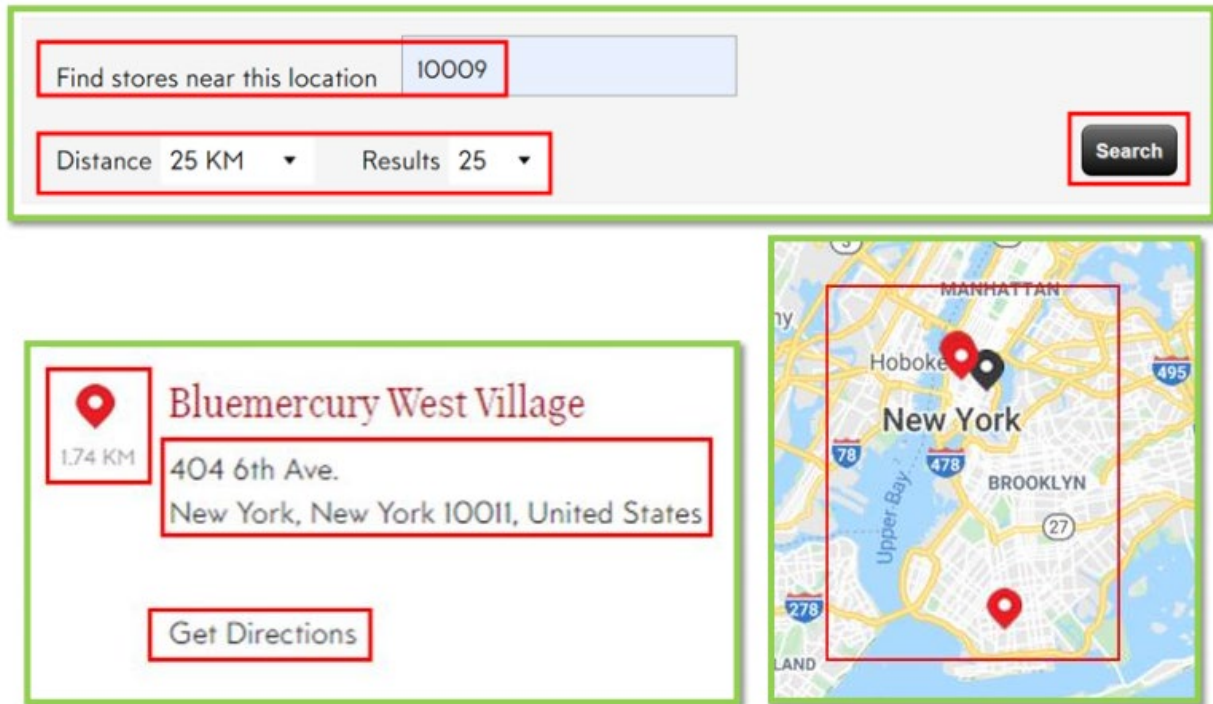 Find stores near this location 10009
Distance 25 KM Results 25
Search
Bluemercury West Village
1.74 KM
404 6th Ave.
New York, New York 10011, United States
Get Directions
MANHATTAN
Hoboke
495
New York
78
478
BROOKLYN
Upper Bay
27
278
LAND